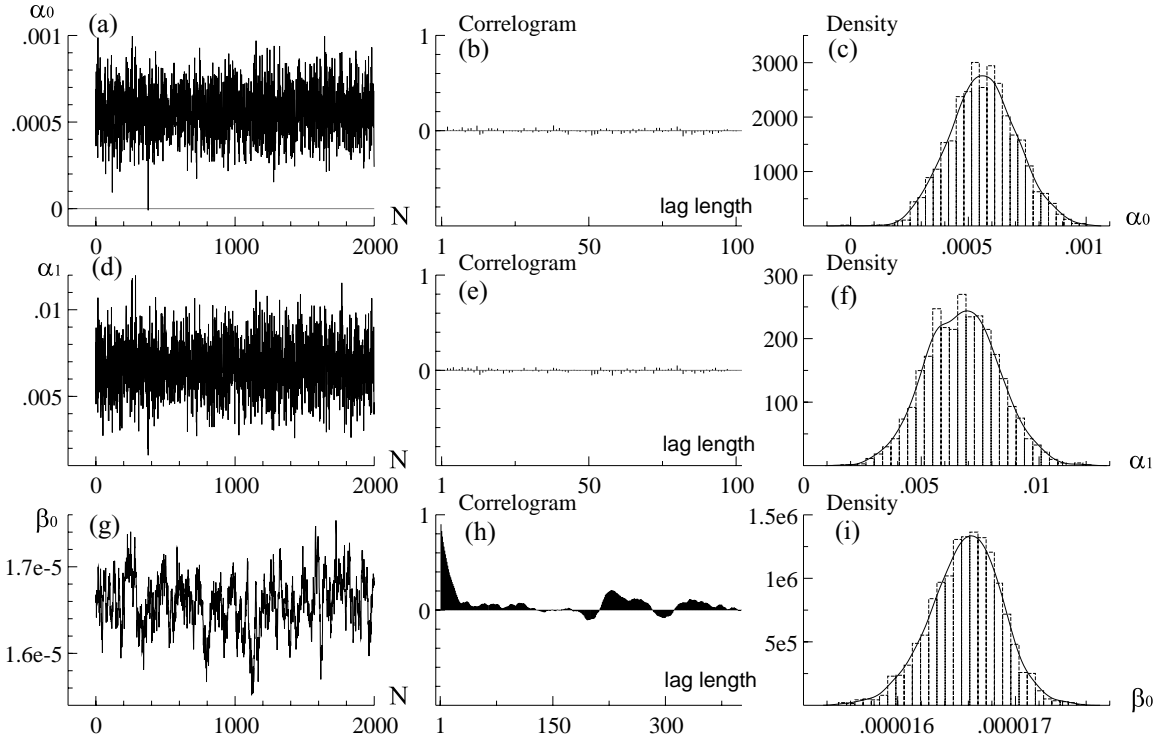 α₀ (a) Correlogram Density
.001 1 (b) (c)
3000
.0005 0 2000
lag length 1000
0 N α₀
0 1000 2000 1 50 100 0 .0005 .001
α₁ (d) Correlogram Density
1 (e) 300 (f)
.01
200
0
.005 100
lag length
N α₁
0 1000 2000 1 50 100 .005 .01
β₀ (g) Correlogram Density
1 (h) 1.5e6 (i)
1.7e-5
1e6
0
1.6e-5 5e5
lag length
N β₀
0 1000 2000 1 150 300 .000016 .000017